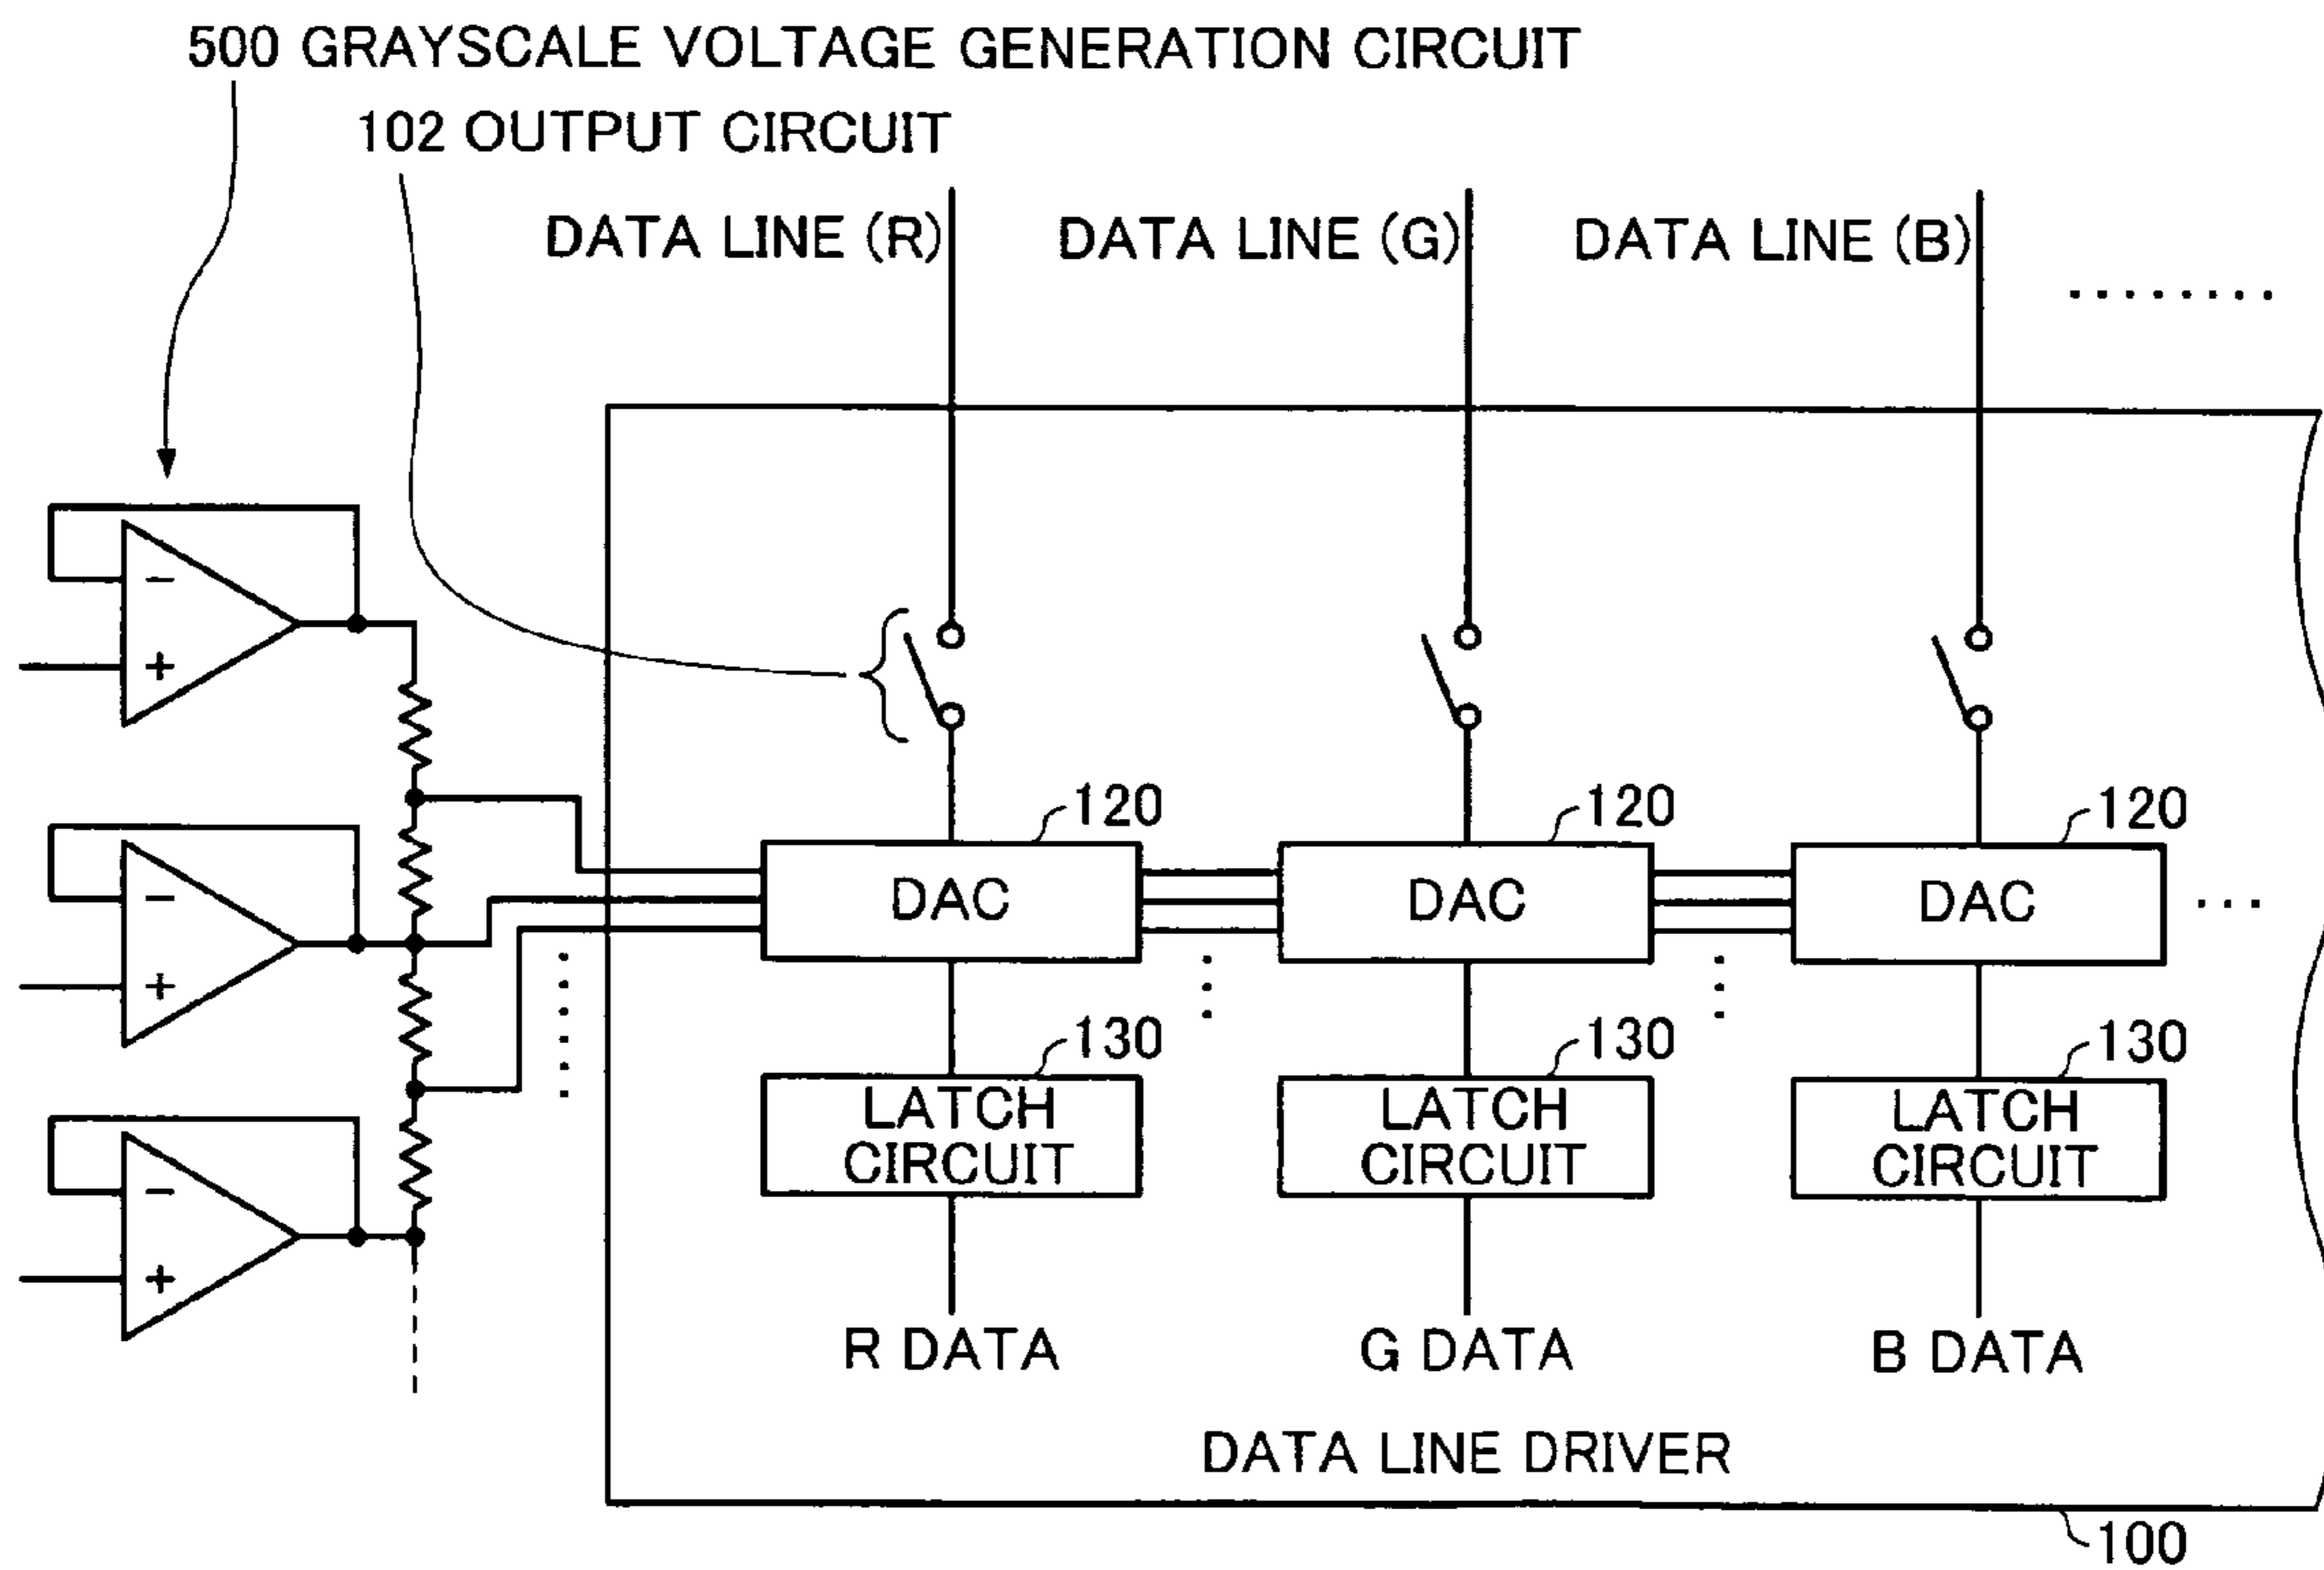 500 GRAYSCALE VOLTAGE GENERATION CIRCUIT
102 OUTPUT CIRCUIT
DATA LINE (R)
DATA LINE (G)
DATA LINE (B)
........
−
+
−
+
−
+
120
120
120
DAC
DAC
DAC
...
130
130
130
LATCH
CIRCUIT
LATCH
CIRCUIT
LATCH
CIRCUIT
R DATA
G DATA
B DATA
DATA LINE DRIVER
100